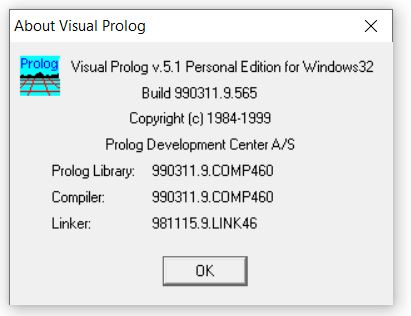 About Visual Prolog
Prolog
Visual Prolog v.5.1 Personal Edition for Windows32
Build 990311.9.565
Copyright (c) 1984-1999
Prolog Development Center A/S
Prolog Library: 990311.9.COMP460
Compiler: 990311.9.COMP460
Linker: 981115.9.LINK46
OK